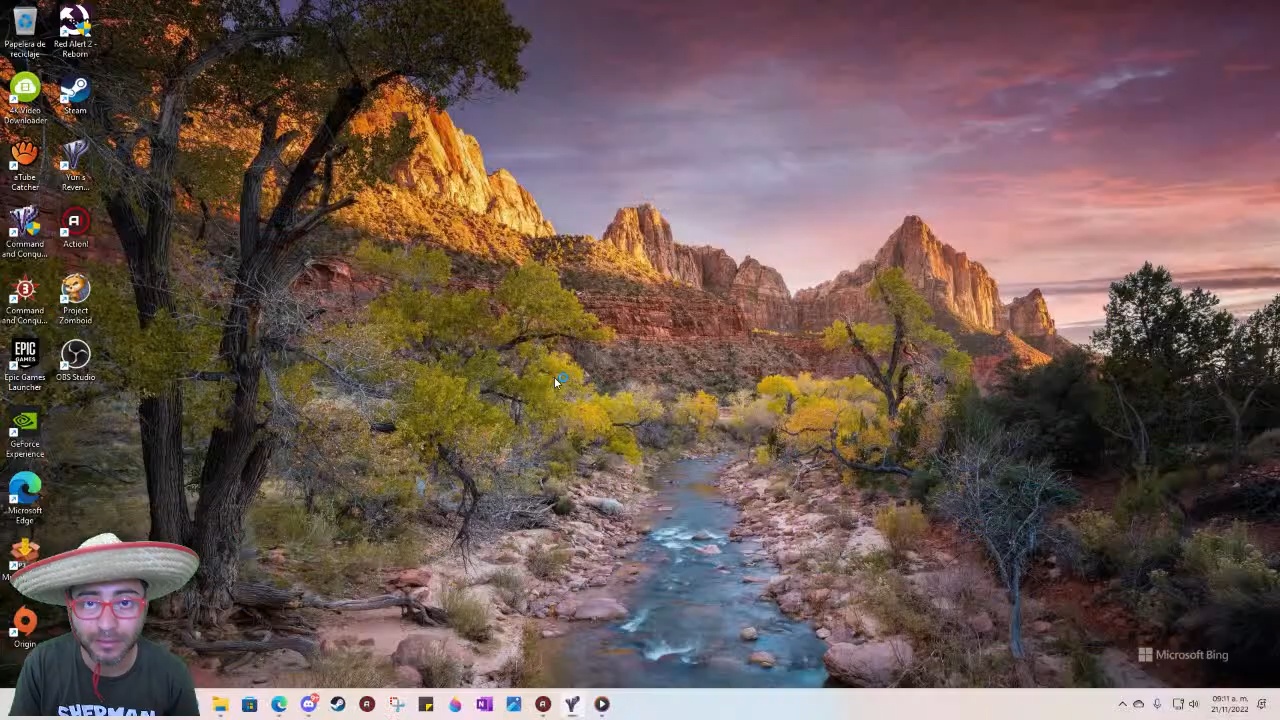 Papelera de
reciclaje
Red Alert 2 -
Reborn
4K Video
Downloader
Steam
aTube
Catcher
Yuri's
Reven...
Command
and Conqu...
Action!
3
Command
and Conqu...
Project
Zomboid
EPIC
GAMES
Epic Games
Launcher
OBS Studio
GeForce
Experience
Microsoft
Edge
Origin
SHERMAN
Microsoft Bing
09:11 a. m.
21/11/2022